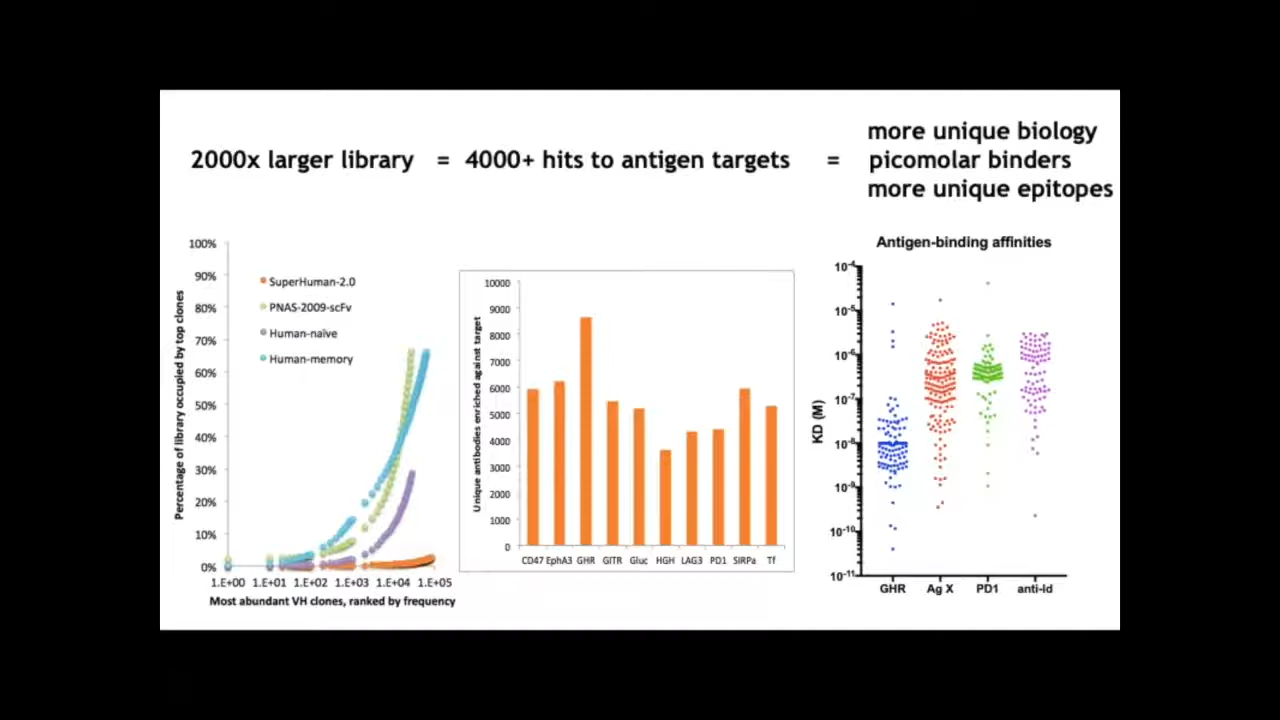 2000x larger library = 4000+ hits to antigen targets =
more unique biology
picomolar binders
more unique epitopes
100%
90%
80%
70%
60%
50%
40%
30%
20%
10%
0%
Percentage of library occupied by top clones
SuperHuman-2.0
PNAS-2009-scFv
Human-naïve
Human-memory
1.E+00 1.E+01 1.E+02 1.E+03 1.E+04 1.E+05
Most abundant VH clones, ranked by frequency
Unique antibodies enriched against target
10000
9000
8000
7000
6000
5000
4000
3000
2000
1000
0
CD47 EphA3 GHR GITR Gluc HGH LAG3 PD1 SIRPa Tf
Antigen-binding affinities
KD (M)
10-4
10-5
10-6
10-7
10-8
10-9
10-10
10-11
GHR Ag X PD1 anti-Id